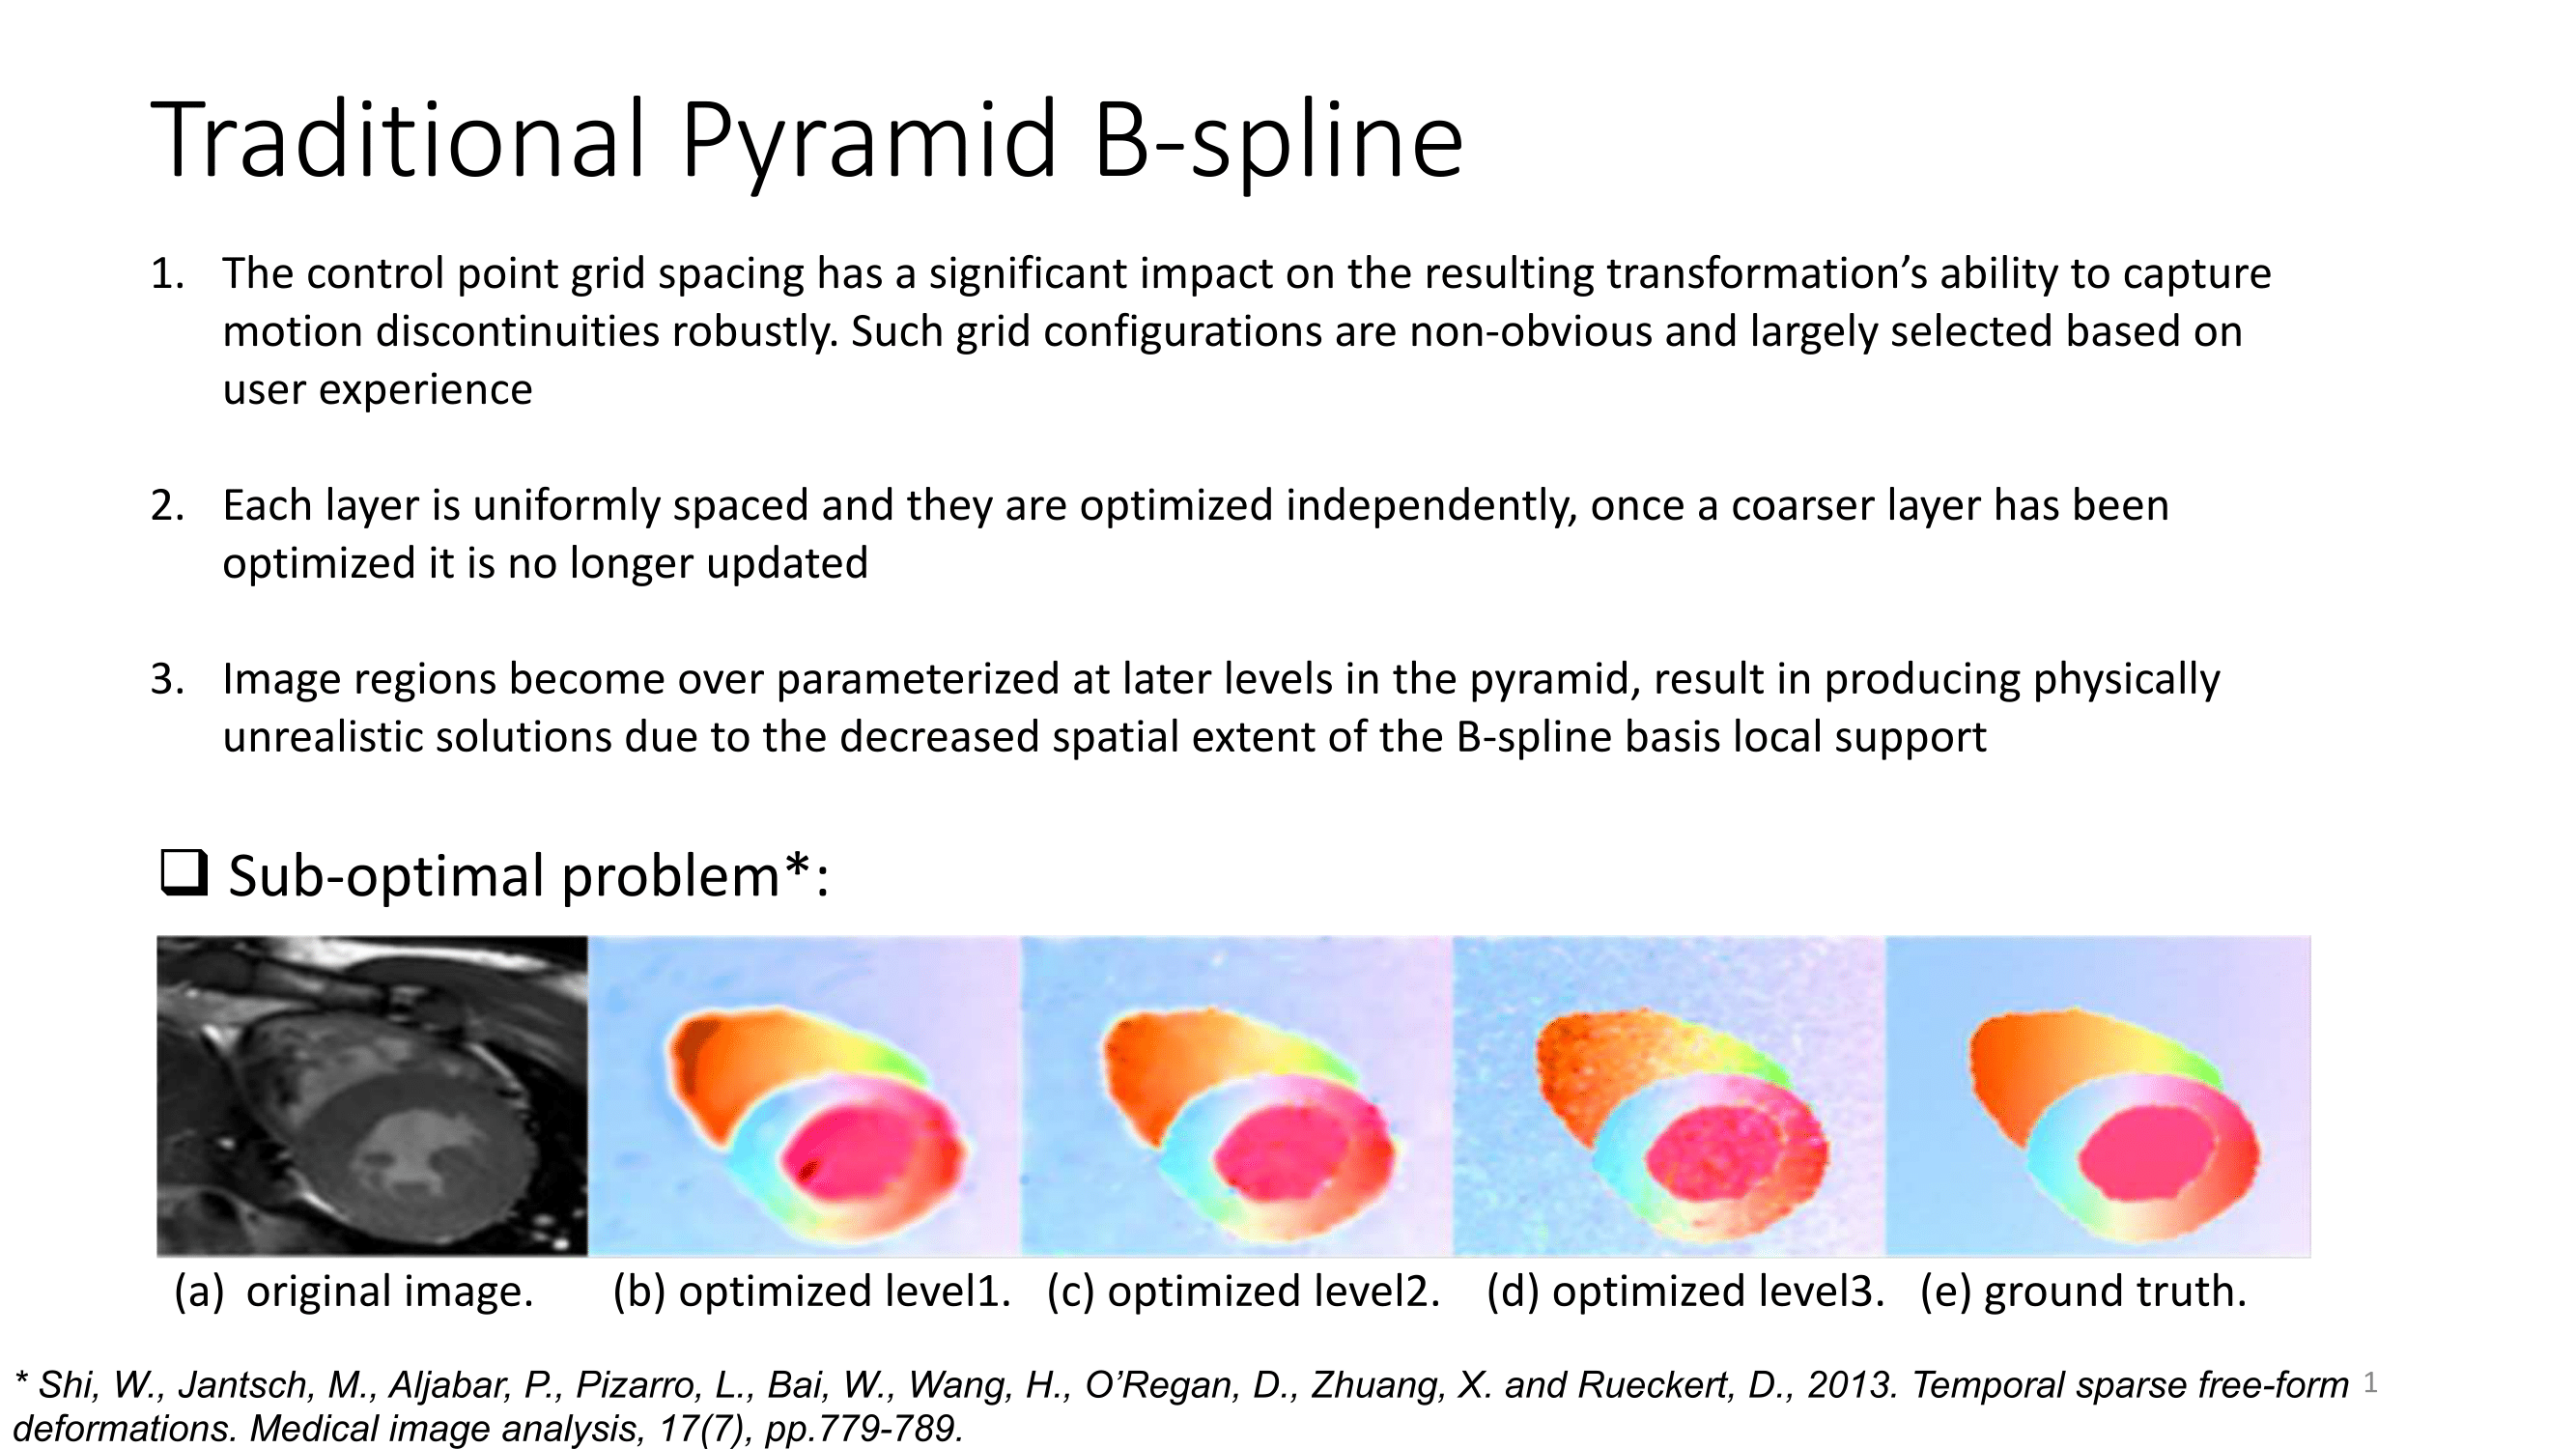 Traditional Pyramid B-spline
1. The control point grid spacing has a significant impact on the resulting transformation’s ability to capture
motion discontinuities robustly. Such grid configurations are non-obvious and largely selected based on
user experience
2. Each layer is uniformly spaced and they are optimized independently, once a coarser layer has been
optimized it is no longer updated
3. Image regions become over parameterized at later levels in the pyramid, result in producing physically
unrealistic solutions due to the decreased spatial extent of the B-spline basis local support
❑ Sub-optimal problem*:
(a) original image. (b) optimized level1. (c) optimized level2. (d) optimized level3. (e) ground truth.
* Shi, W., Jantsch, M., Aljabar, P., Pizarro, L., Bai, W., Wang, H., O’Regan, D., Zhuang, X. and Rueckert, D., 2013. Temporal sparse free-form 1
deformations. Medical image analysis, 17(7), pp.779-789.